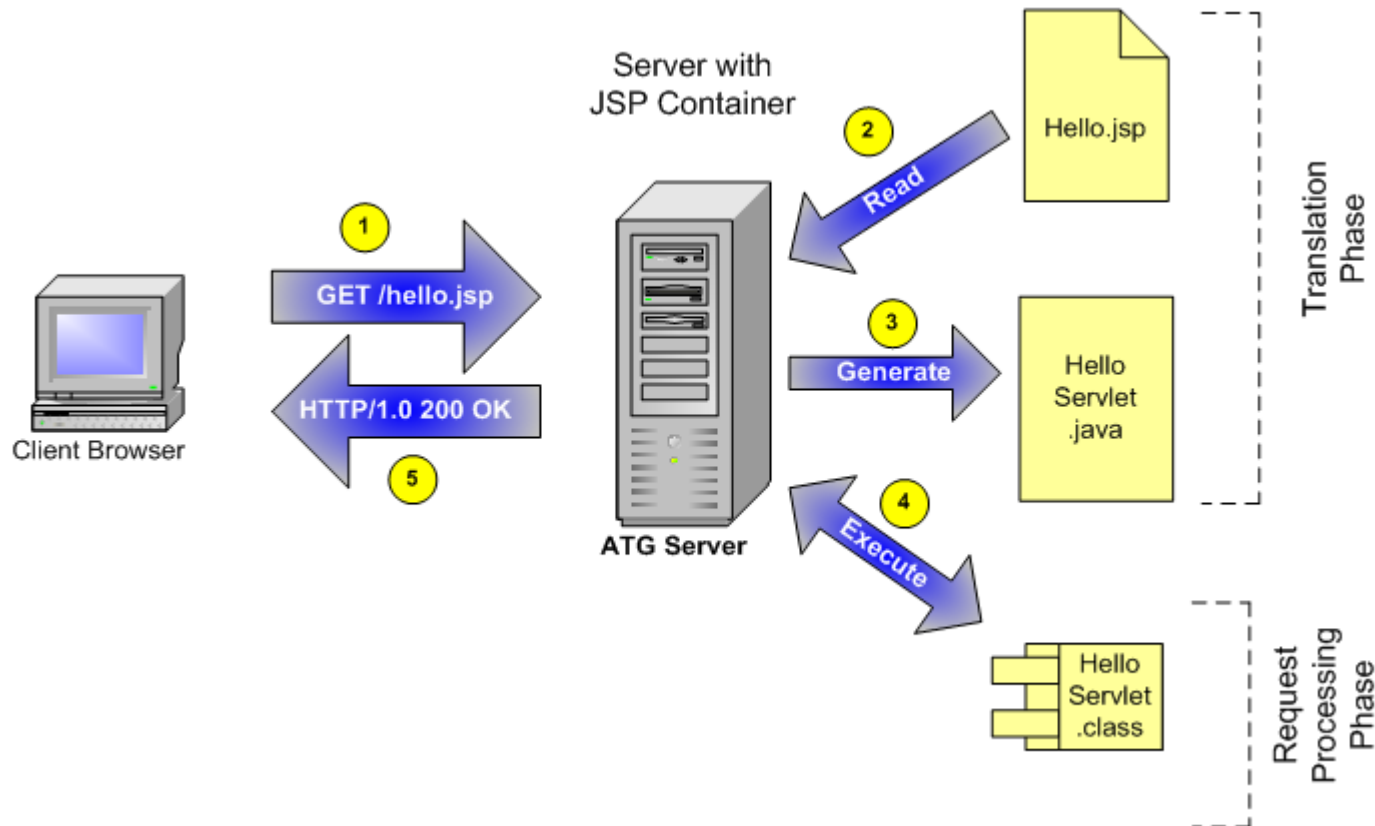 Server with
JSP Container
1
GET /hello.jsp
HTTP/1.0 200 OK
5
Client Browser
ATG Server
2
Read
Hello.jsp
3
Generate
Hello
Servlet
.java
4
Execute
Hello
Servlet
.class
Translation
Phase
Request
Processing
Phase